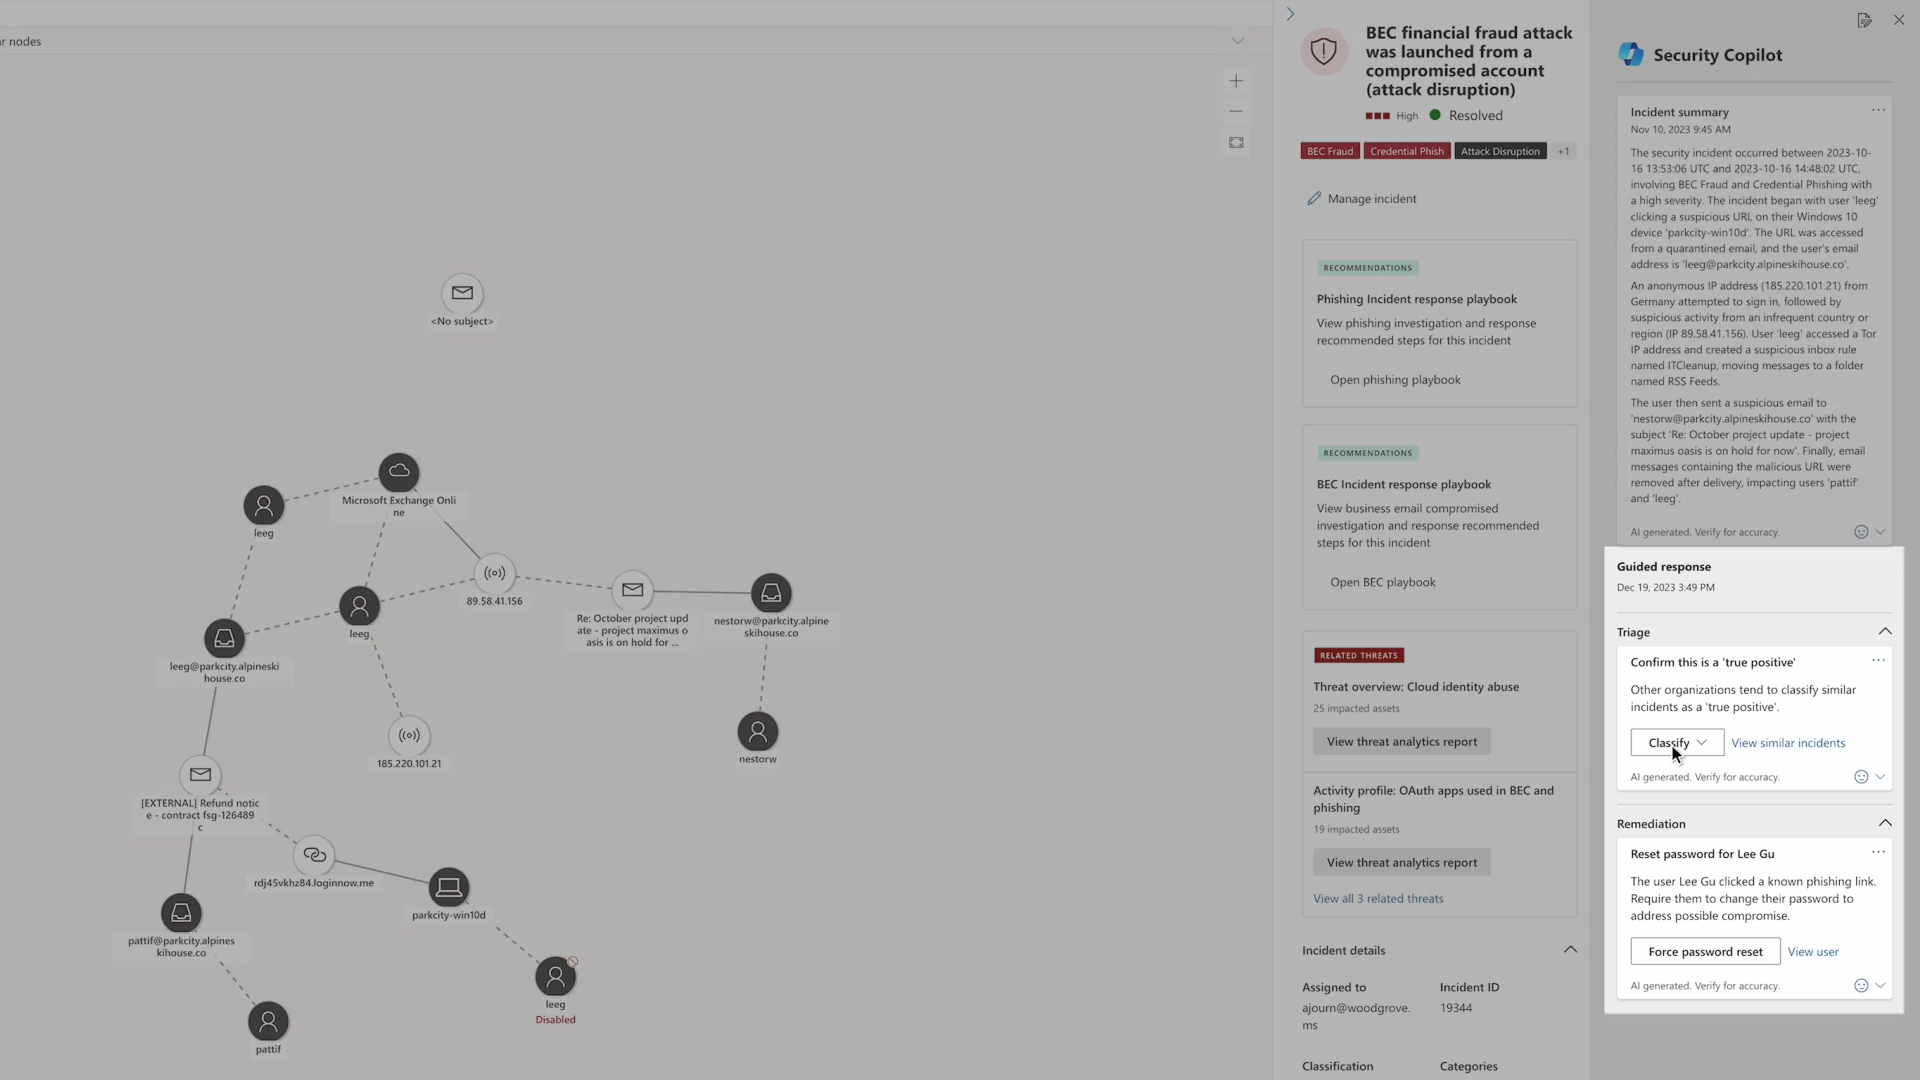 r nodes
<No subject>
Microsoft Exchange Onli
ne
leeg
89.58.41.156
leeg
Re: October project upd
ate - project maximus o
asis is on hold for ...
nestorw@parkcity.alpine
skihouse.co
leeg@parkcity.alpineski
house.co
185.220.101.21
nestorw
[EXTERNAL] Refund notic
e - contract fsg-126489
c
rdj45vkhz84.loginnow.me
parkcity-win10d
pattif@parkcity.alpines
kihouse.co
leeg
Disabled
pattif
BEC financial fraud attack
was launched from a
compromised account
(attack disruption)
High Resolved
BEC Fraud Credential Phish Attack Disruption +1
Manage incident
RECOMMENDATIONS
Phishing Incident response playbook
View phishing investigation and response
recommended steps for this incident
Open phishing playbook
RECOMMENDATIONS
BEC Incident response playbook
View business email compromised
investigation and response recommended
steps for this incident
Open BEC playbook
RELATED THREATS
Threat overview: Cloud identity abuse
25 impacted assets
View threat analytics report
Activity profile: OAuth apps used in BEC and
phishing
19 impacted assets
View threat analytics report
View all 3 related threats
Incident details
Assigned to Incident ID
ajourn@woodgrove. 19344
ms
Classification Categories
Security Copilot
Incident summary
Nov 10, 2023 9:45 AM
The security incident occurred between 2023-10-
16 13:53:06 UTC and 2023-10-16 14:48:02 UTC,
involving BEC Fraud and Credential Phishing with
a high severity. The incident began with user 'leeg'
clicking a suspicious URL on their Windows 10
device 'parkcity-win10d'. The URL was accessed
from a quarantined email, and the user's email
address is 'leeg@parkcity.alpineskihouse.co'.
An anonymous IP address (185.220.101.21) from
Germany attempted to sign in, followed by
suspicious activity from an infrequent country or
region (IP 89.58.41.156). User 'leeg' accessed a Tor
IP address and created a suspicious inbox rule
named ITCleanup, moving messages to a folder
named RSS Feeds.
The user then sent a suspicious email to
'nestorw@parkcity.alpineskihouse.co' with the
subject 'Re: October project update - project
maximus oasis is on hold for now'. Finally, email
messages containing the malicious URL were
removed after delivery, impacting users 'pattif'
and 'leeg'.
AI generated. Verify for accuracy.
Guided response
Dec 19, 2023 3:49 PM
Triage
Confirm this is a 'true positive'
Other organizations tend to classify similar
incidents as a 'true positive'.
Classify View similar incidents
AI generated. Verify for accuracy.
Remediation
Reset password for Lee Gu
The user Lee Gu clicked a known phishing link.
Require them to change their password to
address possible compromise.
Force password reset View user
AI generated. Verify for accuracy.